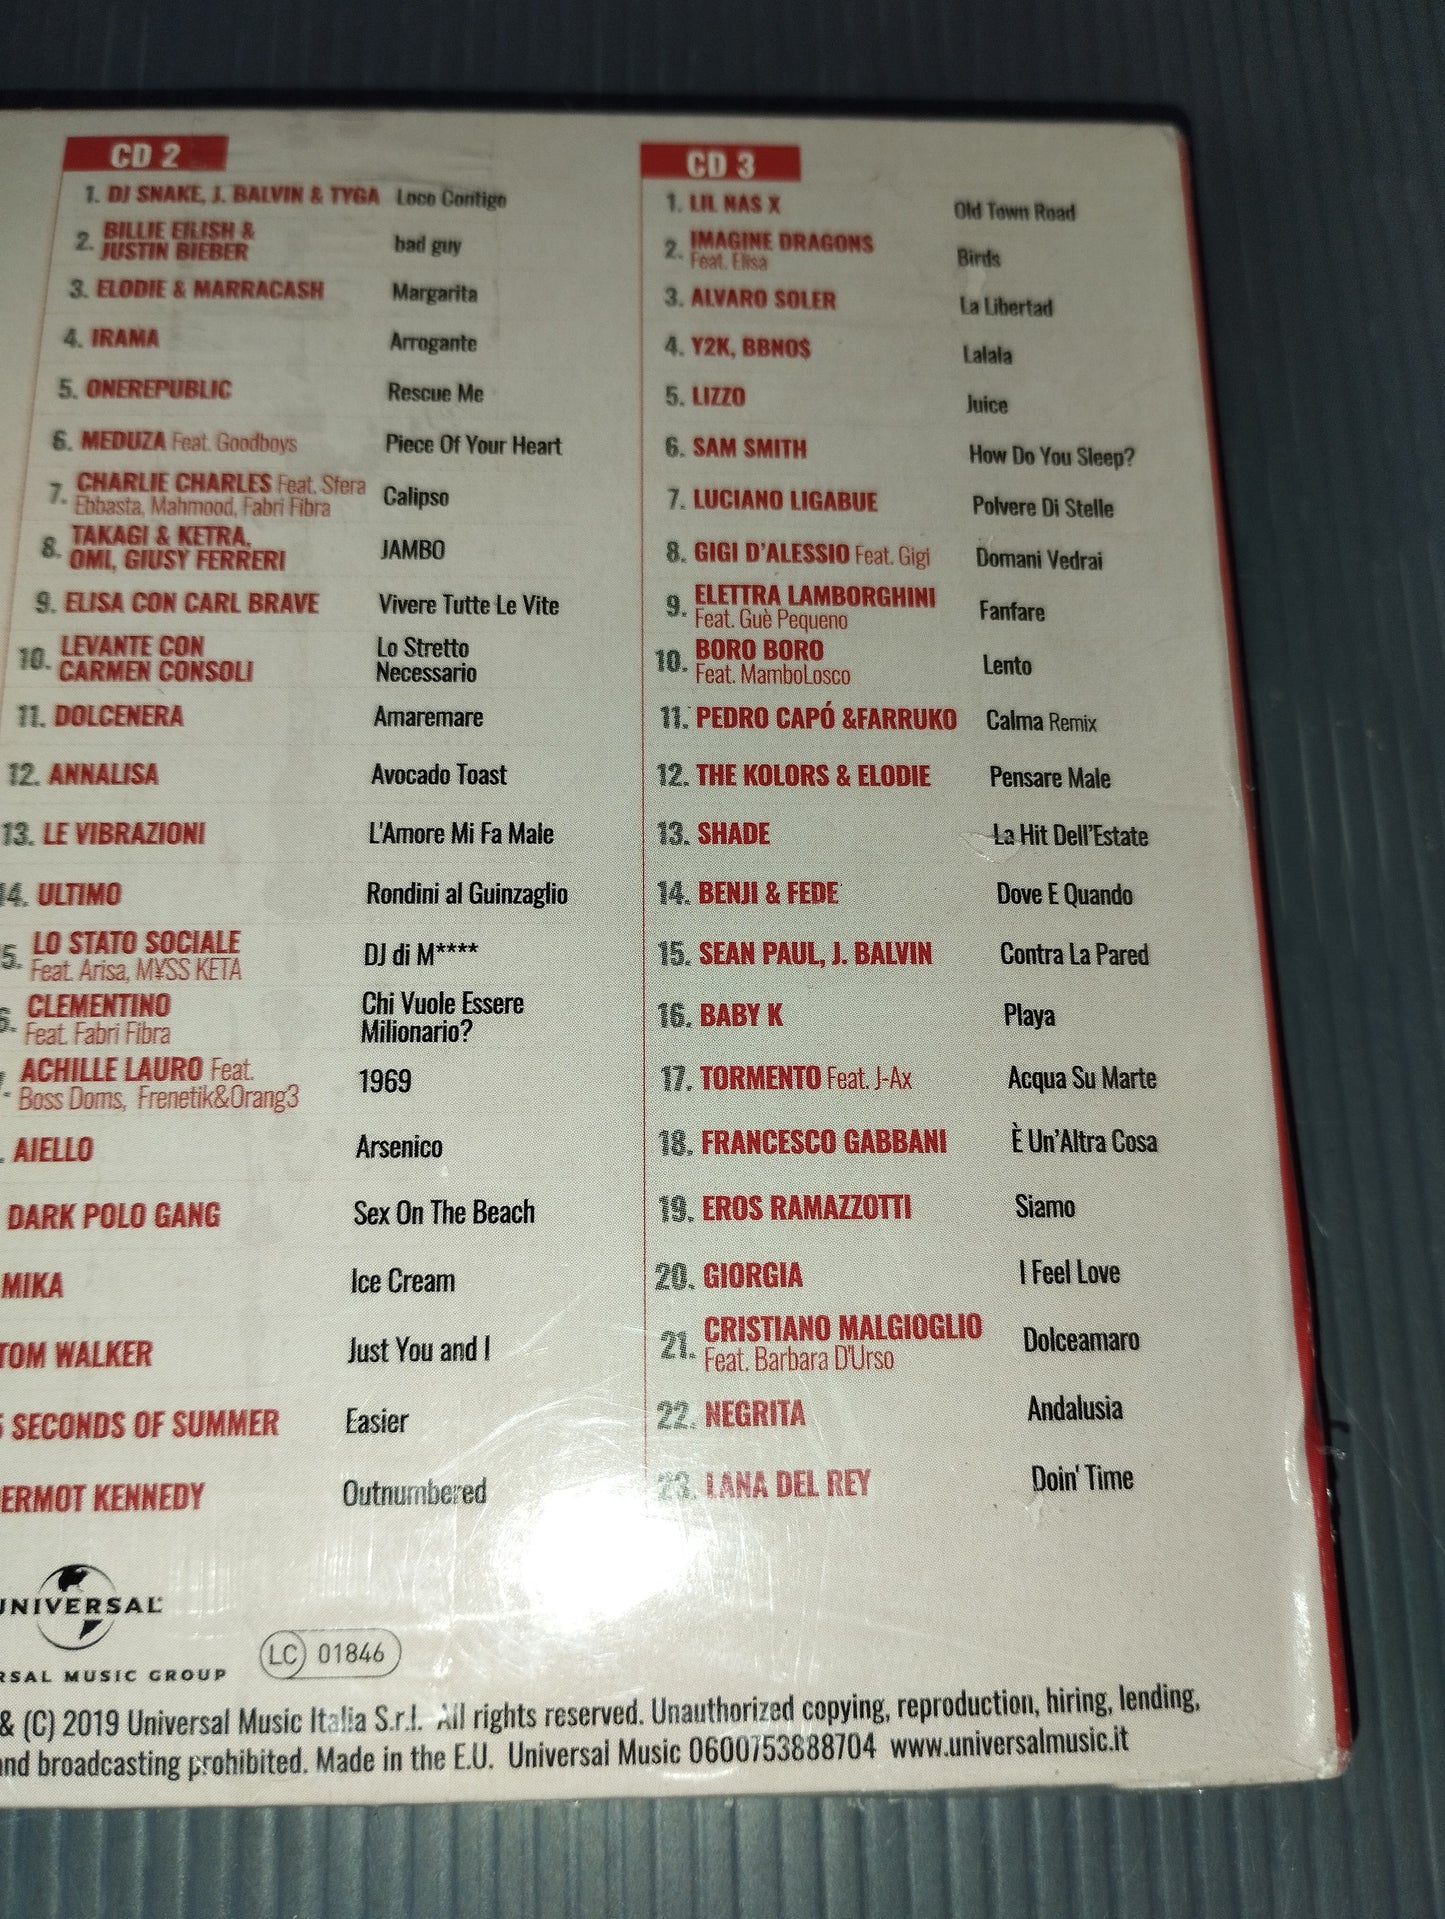 CD 2
1. DJ SNAKE, J. BALVIN & TYGA Loco Contigo
2. BILLIE EILISH &
JUSTIN BIEBER bad guy
3. ELODIE & MARRACASH Margarita
4. IRAMA Arrogante
5. ONEREPUBLIC Rescue Me
6. MEDUZA Feat. Goodboys Piece Of Your Heart
7. CHARLIE CHARLES Feat. Sfera
Ebbasta, Mahmood, Fabri Fibra Calipso
8. TAKAGI & KETRA,
OMI, GIUSY FERRERI JAMBO
9. ELISA CON CARL BRAVE Vivere Tutte Le Vite
10. LEVANTE CON Lo Stretto
CARMEN CONSOLI Necessario
11. DOLCENERA Amaremare
12. ANNALISA Avocado Toast
13. LE VIBRAZIONI L'Amore Mi Fa Male
14. ULTIMO Rondini al Guinzaglio
5. LO STATO SOCIALE
Feat. Arisa, M¥SS KETA DJ di M****
6. CLEMENTINO Chi Vuole Essere
Feat. Fabri Fibra Milionario?
ACHILLE LAURO Feat.
Boss Doms, Frenetik&Orang3 1969
. AIELLO Arsenico
DARK POLO GANG Sex On The Beach
MIKA Ice Cream
TOM WALKER Just You and I
5 SECONDS OF SUMMER Easier
ERMOT KENNEDY Outnumbered
CD 3
1. LIL NAS X Old Town Road
2. IMAGINE DRAGONS
Feat. Elisa Birds
3. ALVARO SOLER La Libertad
4. Y2K, BBNO$ Lalala
5. LIZZO Juice
6. SAM SMITH How Do You Sleep?
7. LUCIANO LIGABUE Polvere Di Stelle
8. GIGI D'ALESSIO Feat. Gigi Domani Vedrai
9. ELETTRA LAMBORGHINI
Feat. Guè Pequeno Fanfare
10. BORO BORO
Feat. MamboLosco Lento
11. PEDRO CAPÓ &FARRUKO Calma Remix
12. THE KOLORS & ELODIE Pensare Male
13. SHADE La Hit Dell'Estate
14. BENJI & FEDE Dove E Quando
15. SEAN PAUL, J. BALVIN Contra La Pared
16. BABY K Playa
17. TORMENTO Feat. J-Ax Acqua Su Marte
18. FRANCESCO GABBANI È Un'Altra Cosa
19. EROS RAMAZZOTTI Siamo
20. GIORGIA I Feel Love
21. CRISTIANO MALGIOGLIO
Feat. Barbara D'Urso Dolceamaro
22. NEGRITA Andalusia
23. LANA DEL REY Doin' Time
UNIVERSAL
RSAL MUSIC GROUP
LC 01846
& (C) 2019 Universal Music Italia S.r.l. All rights reserved. Unauthorized copying, reproduction, hiring, lending,
and broadcasting prohibited. Made in the E.U. Universal Music 0600753888704 www.universalmusic.it